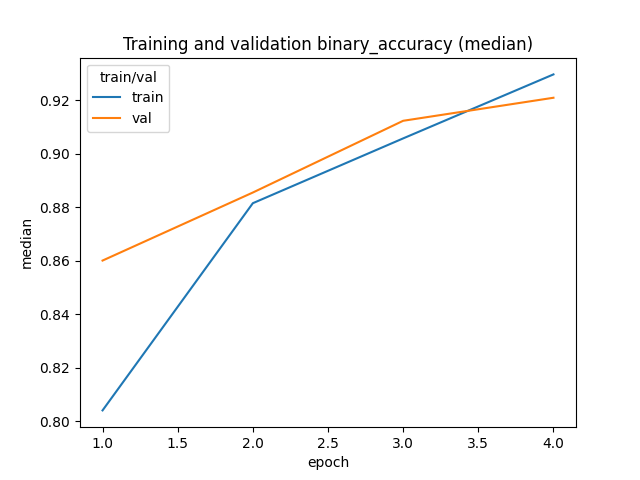 Training and validation binary_accuracy (median)
train/val
train
val
median
0.92
0.90
0.88
0.86
0.84
0.82
0.80
1.0
1.5
2.0
2.5
3.0
3.5
4.0
epoch